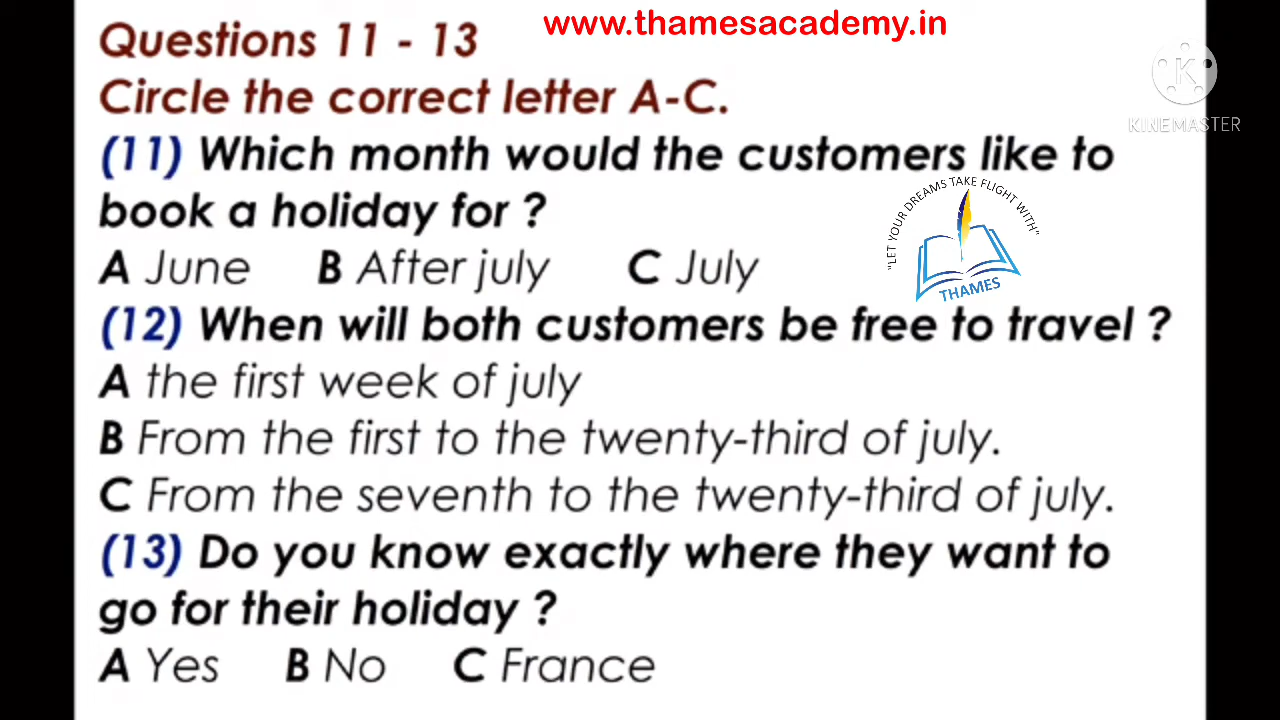 www.thamesacademy.in
Questions 11 - 13
Circle the correct letter A-C.
(11) Which month would the customers like to
book a holiday for ?
A June B After july C July
(12) When will both customers be free to travel ?
A the first week of july
B From the first to the twenty-third of july.
C From the seventh to the twenty-third of july.
(13) Do you know exactly where they want to
go for their holiday ?
A Yes B No C France
K
KINEMASTER
"LET YOUR DREAMS TAKE FLIGHT WITH"
THAMES